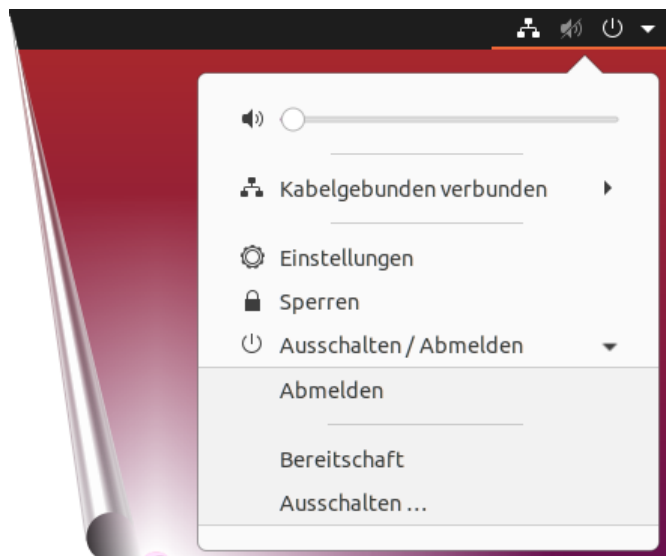 Kabelgebunden verbunden
Einstellungen
Sperren
Ausschalten / Abmelden
Abmelden
Bereitschaft
Ausschalten …